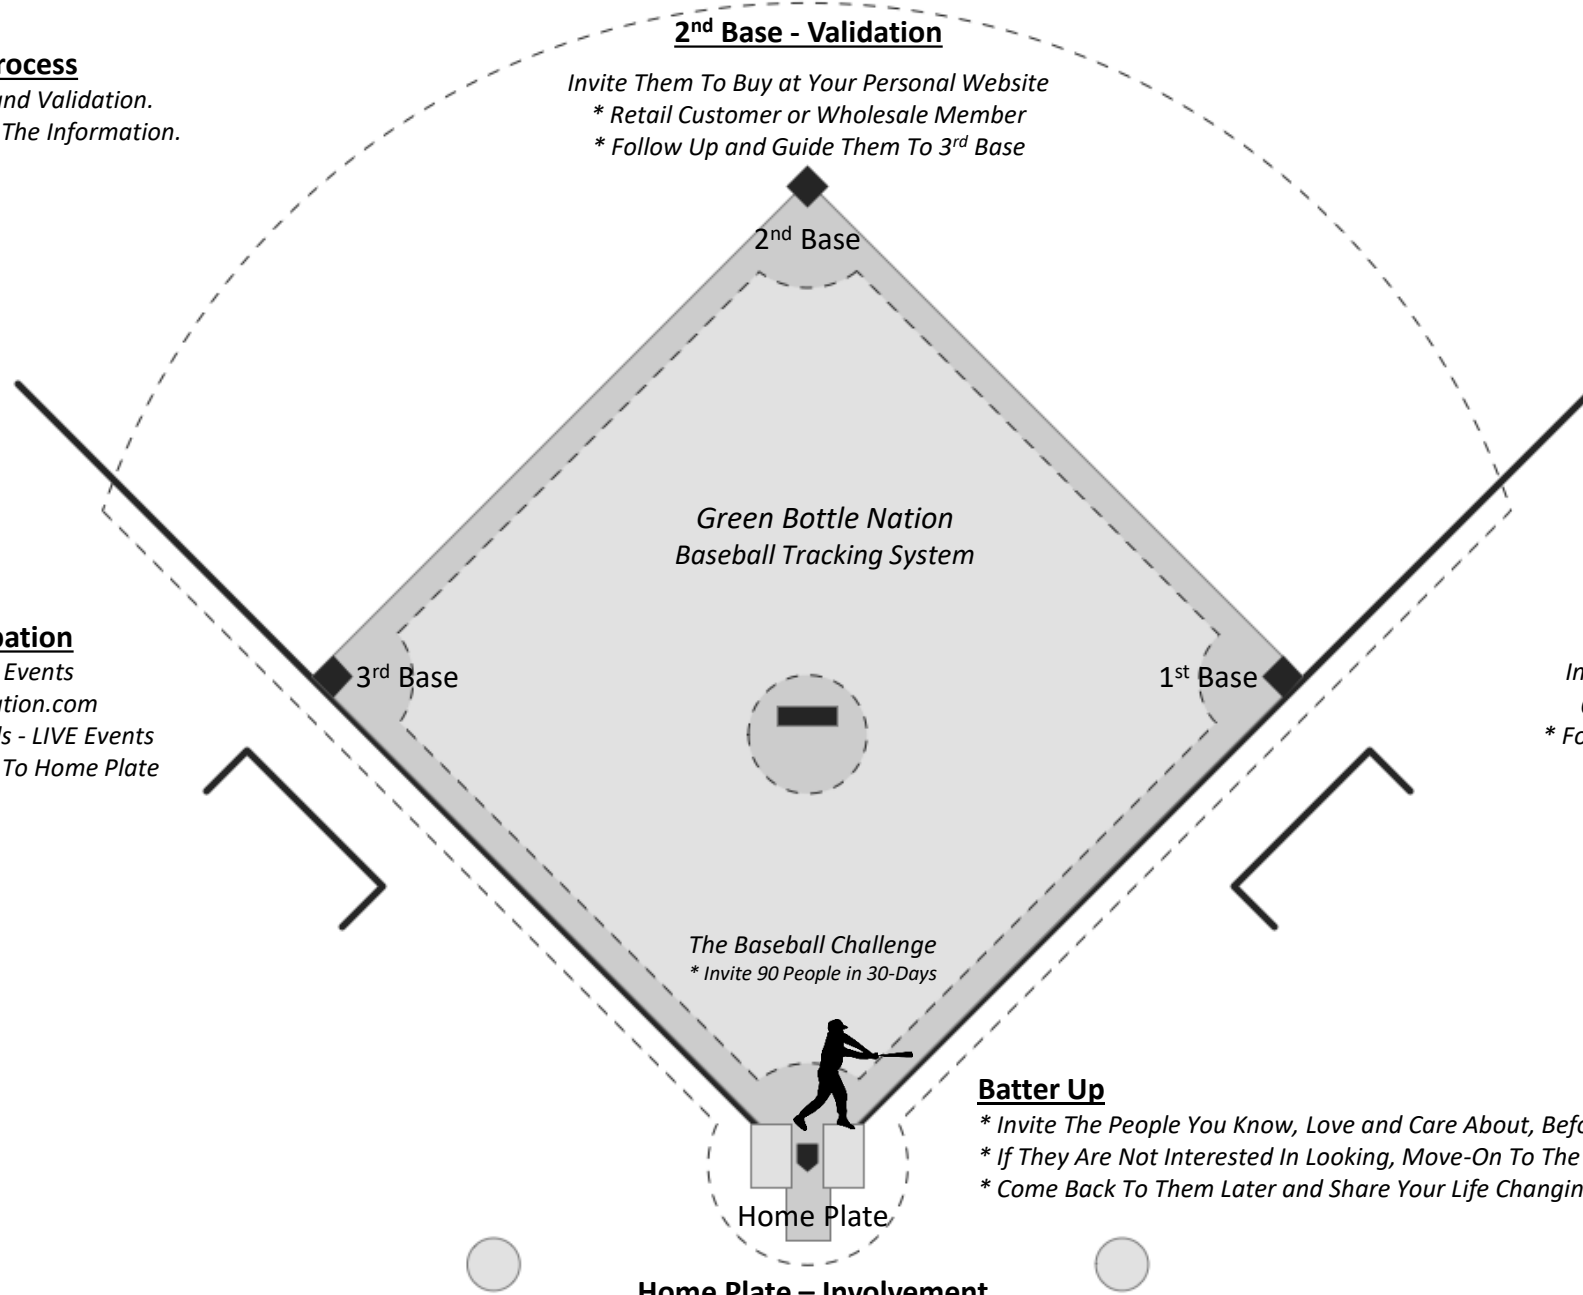 2nd Base - Validation
rocess
Invite Them To Buy at Your Personal Website
* Retail Customer or Wholesale Member
* Follow Up and Guide Them To 3rd Base
and Validation.
The Information.
2nd Base
Green Bottle Nation
Baseball Tracking System
pation
Events
ation.com
ls - LIVE Events
To Home Plate
3rd Base
1st Base
In
* Fo
The Baseball Challenge
* Invite 90 People in 30-Days
Batter Up
* Invite The People You Know, Love and Care About, Befo
* If They Are Not Interested In Looking, Move-On To The
* Come Back To Them Later and Share Your Life Changin
Home Plate
Home Plate – Involvement